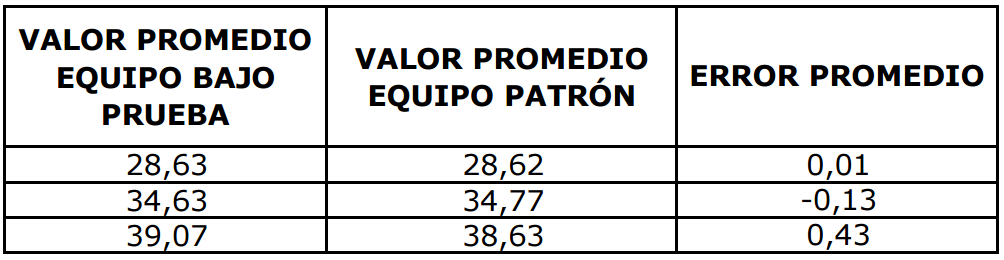 VALOR PROMEDIO EQUIPO BAJO PRUEBA VALOR PROMEDIO EQUIPO PATRÓN ERROR PROMEDIO
28,63 28,62 0,01
34,63 34,77 -0,13
39,07 38,63 0,43